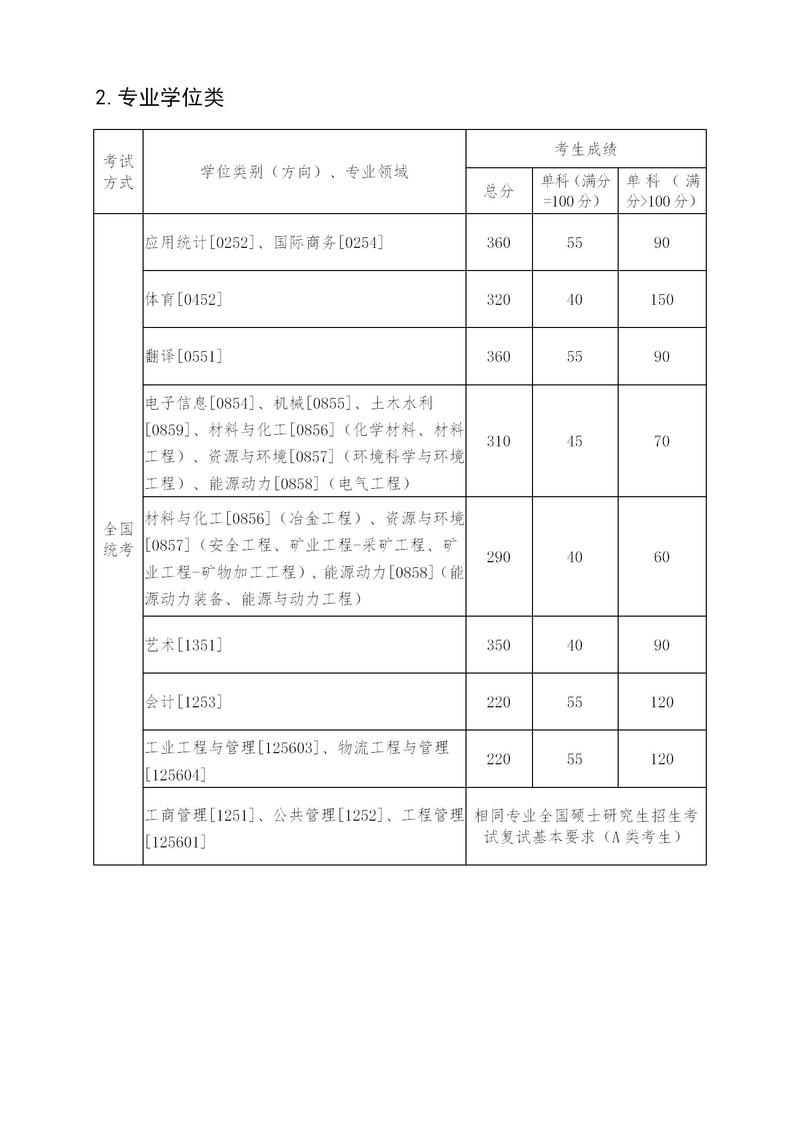 2. 专业学位类
考试
方式
学位类别（方向）、专业领域
考生成绩
总分
单科（满分
=100 分）
单 科 （ 满
分>100 分）
全国
统考
应用统计[0252]、国际商务[0254]
360
55
90
体育[0452]
320
40
150
翻译[0551]
360
55
90
电子信息[0854]、机械[0855]、土木水利
[0859]、材料与化工[0856]（化学材料、材料
工程）、资源与环境[0857]（环境科学与环境
工程）、能源动力[0858]（电气工程）
310
45
70
材料与化工[0856]（冶金工程）、资源与环境
[0857]（安全工程、矿业工程-采矿工程、矿
业工程-矿物加工工程）、能源动力[0858]（能
源动力装备、能源与动力工程）
290
40
60
艺术[1351]
350
40
90
会计[1253]
220
55
120
工业工程与管理[125603]、物流工程与管理
[125604]
220
55
120
工商管理[1251]、公共管理[1252]、工程管理
[125601]
相同专业全国硕士研究生招生考
试复试基本要求（A 类考生）